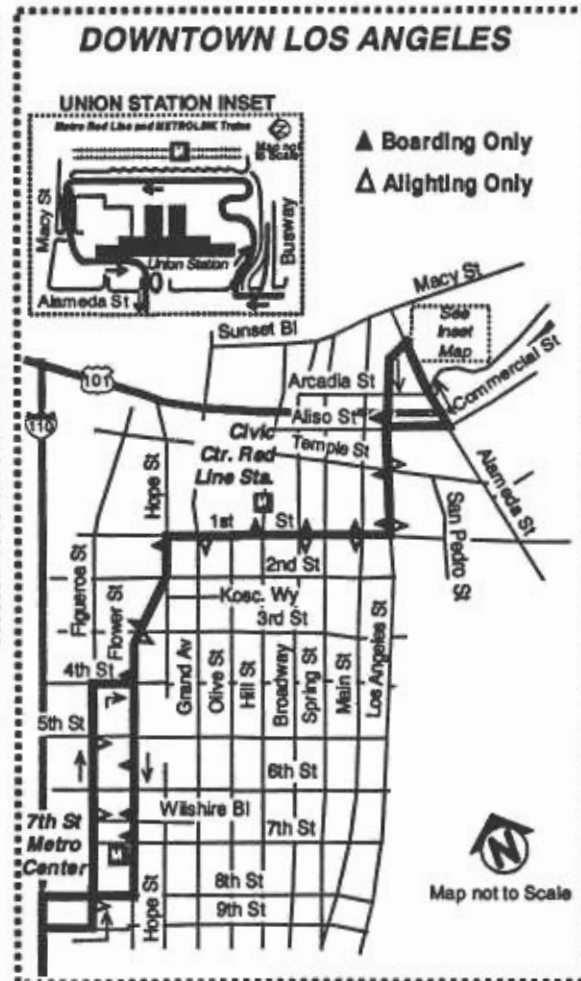 DOWNTOWN LOS ANGELES
UNION STATION INSET
Metro Red Line and METROLINK Trains
Map not
to Scale
Macy St
Busway
Union Station
Alameda St
Boarding Only
Alighting Only
Macy St
See
Inset
Map
Sunset Bl
Commercial St
101
Arcadia St
Aliso St
110
Civic
Ctr. Red
Line Sta.
Temple St
Hope St
Alameda St
San Pedro St
1st St
2nd St
Figueroa St
Flower St
Kosc. Wy
3rd St
4th St
Grand Av
Olive St
Hill St
Broadway
Spring St
Main St
Los Angeles St
5th St
6th St
Wilshire Bl
7th St
Metro
Center
7th St
8th St
9th St
Hope St
N
Map not to Scale